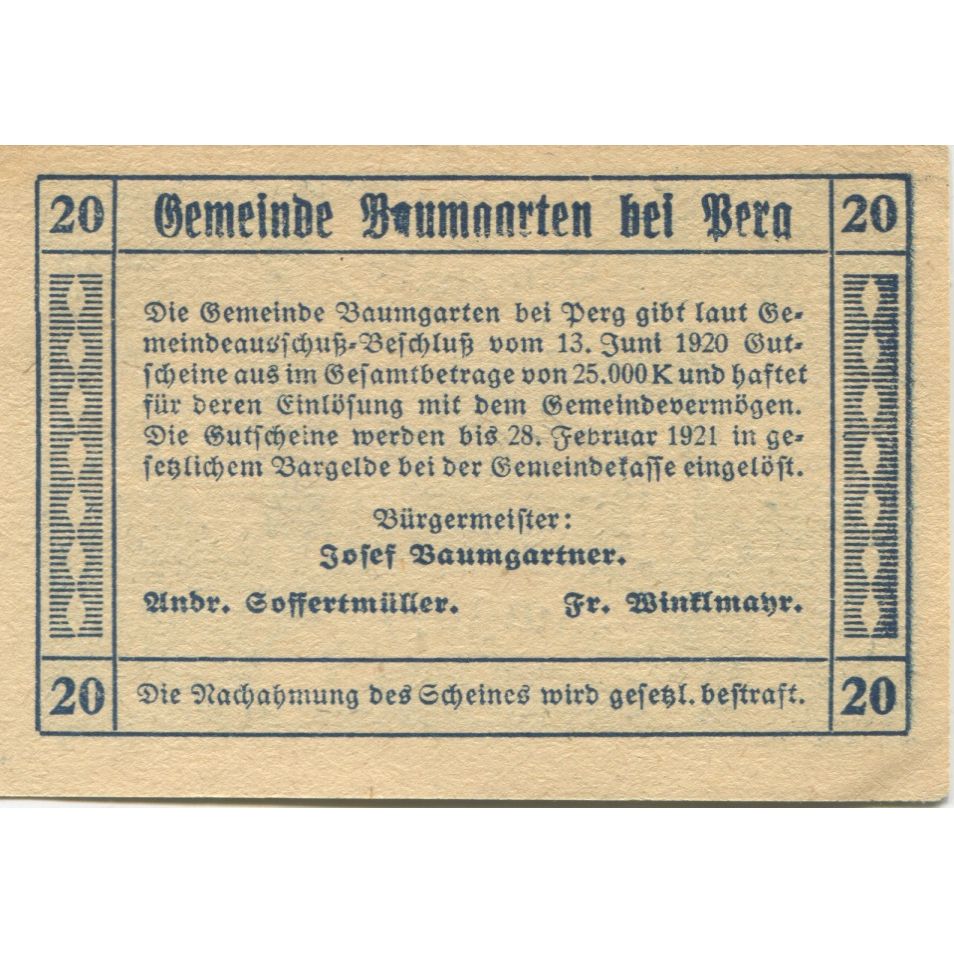 20 Gemeinde Baumgarten bei Perg 20
Die Gemeinde Baumgarten bei Perg gibt laut Ge-
meindeausschuß-Beschluß vom 13. Juni 1920 Gut-
scheine aus im Gesamtbetrage von 25.000 K und haftet
für deren Einlösung mit dem Gemeindevermögen.
Die Gutscheine werden bis 28. Februar 1921 in ge-
setzlichem Bargelde bei der Gemeindekasse eingelöst.
Bürgermeister:
Josef Baumgartner.
Andr. Soffertmüller. Fr. Winklmayr.
20 Die Nachahmung des Scheines wird gesetzl. bestraft. 20